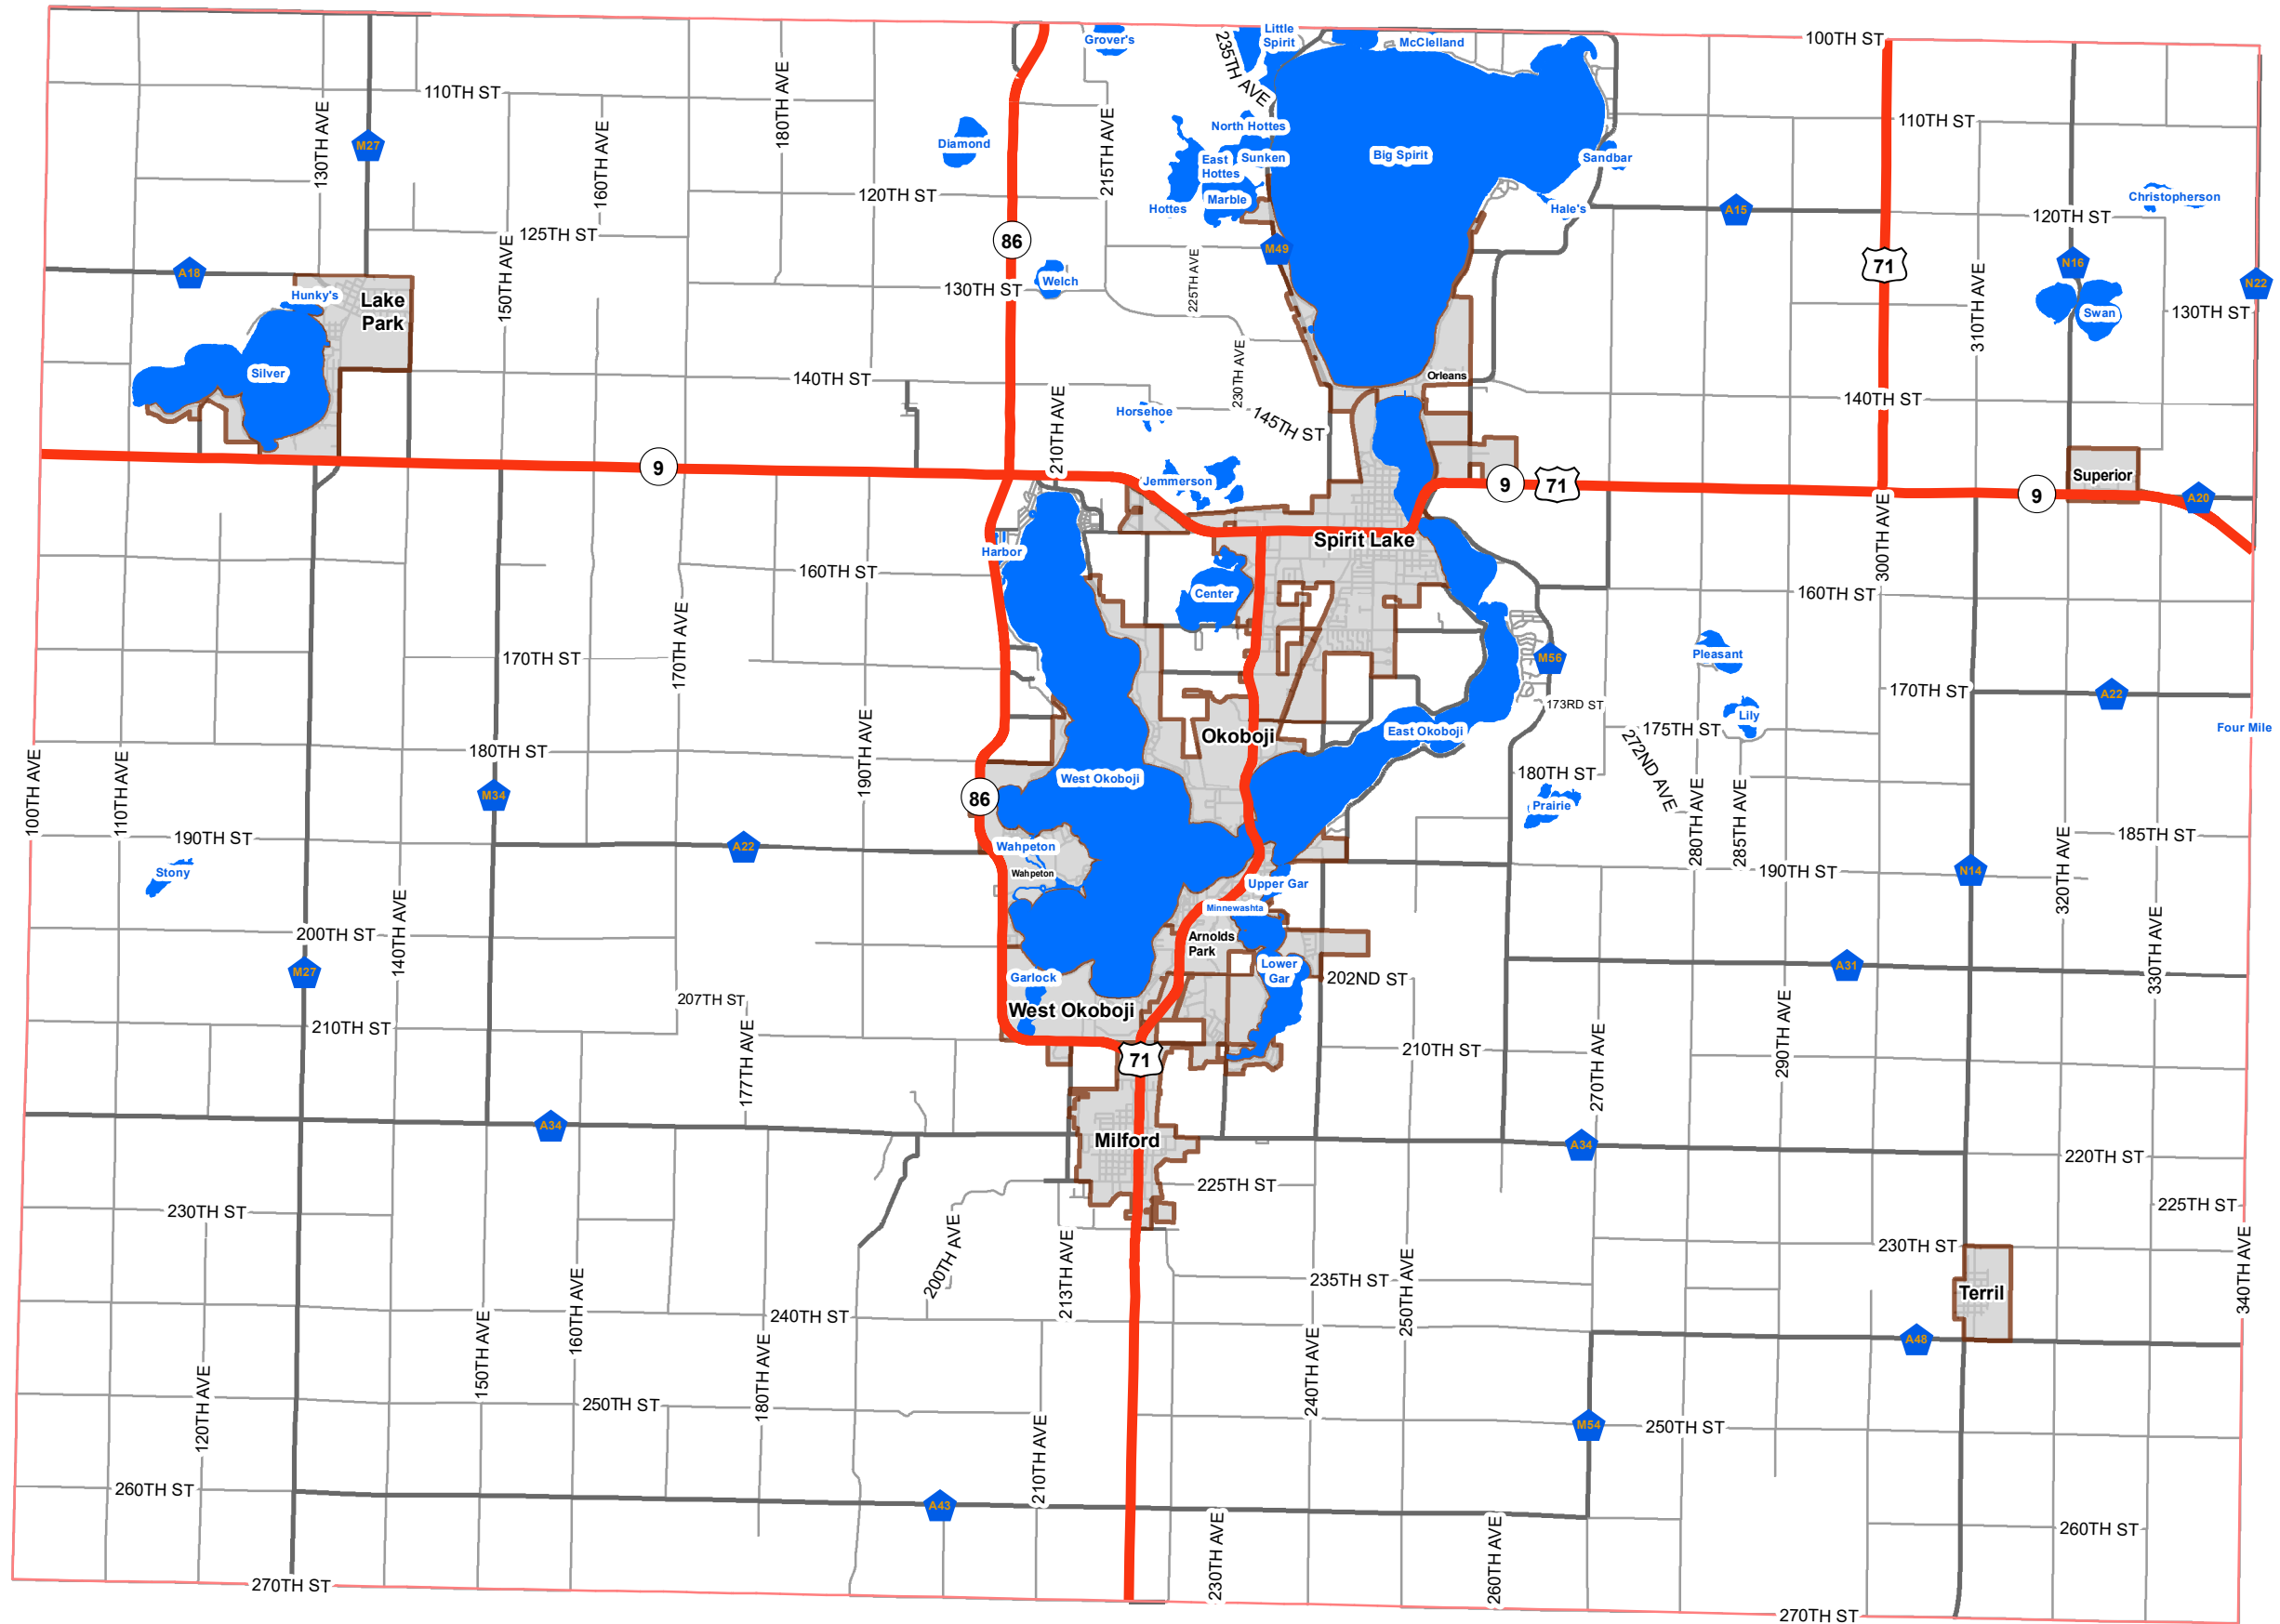 Little
Spirit
Grover's
McClelland
100TH ST
235TH AVE
110TH ST
180TH AVE
130TH AVE
160TH AVE
215TH AVE
M27
Diamond
North Hottes
East
Hottes
Sunken
Big Spirit
Sandbar
110TH ST
Hottes
Marble
Hale's
A15
Christopherson
120TH ST
120TH ST
125TH ST
150TH AVE
86
M49
225TH AVE
71
310TH AVE
N16
N22
A18
Hunky's
Lake
Park
130TH ST
Welch
Swan
130TH ST
Silver
140TH ST
230TH AVE
Orleans
140TH ST
Horsehoe
145TH ST
210TH AVE
9
Jemmerson
9
71
9
Superior
A20
Spirit Lake
300TH AVE
Harbor
160TH ST
Center
160TH ST
170TH AVE
170TH ST
M56
Pleasant
170TH ST
A22
173RD ST
Lily
175TH ST
Four Mile
190TH AVE
180TH ST
Okoboji
East Okoboji
272ND AVE
100TH AVE
110TH AVE
M34
86
West Okoboji
180TH ST
Prairie
280TH AVE
285TH AVE
190TH ST
A22
Wahpeton
Wahpeton
320TH AVE
185TH ST
Stony
Upper Gar
190TH ST
N14
Minnewashta
140TH AVE
200TH ST
Arnolds
Park
330TH AVE
M27
Garlock
Lower
Gar
202ND ST
A31
207TH ST
West Okoboji
290TH AVE
210TH ST
177TH AVE
71
210TH ST
270TH AVE
A34
Milford
A34
220TH ST
225TH ST
225TH ST
230TH ST
200TH AVE
213TH AVE
230TH ST
340TH AVE
235TH ST
250TH AVE
Terril
160TH AVE
240TH ST
150TH AVE
180TH AVE
240TH AVE
A48
120TH AVE
250TH ST
210TH AVE
M54
250TH ST
260TH ST
A43
230TH AVE
260TH AVE
260TH ST
270TH ST
270TH ST